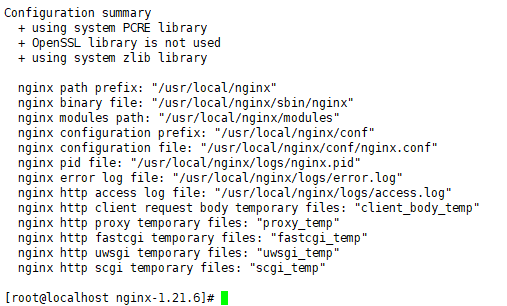 Configuration summary
+ using system PCRE library
+ OpenSSL library is not used
+ using system zlib library
nginx path prefix: "/usr/local/nginx"
nginx binary file: "/usr/local/nginx/sbin/nginx"
nginx modules path: "/usr/local/nginx/modules"
nginx configuration prefix: "/usr/local/nginx/conf"
nginx configuration file: "/usr/local/nginx/conf/nginx.conf"
nginx pid file: "/usr/local/nginx/logs/nginx.pid"
nginx error log file: "/usr/local/nginx/logs/error.log"
nginx http access log file: "/usr/local/nginx/logs/access.log"
nginx http client request body temporary files: "client_body_temp"
nginx http proxy temporary files: "proxy_temp"
nginx http fastcgi temporary files: "fastcgi_temp"
nginx http uwsgi temporary files: "uwsgi_temp"
nginx http scgi temporary files: "scgi_temp"
[root@localhost nginx-1.21.6]#